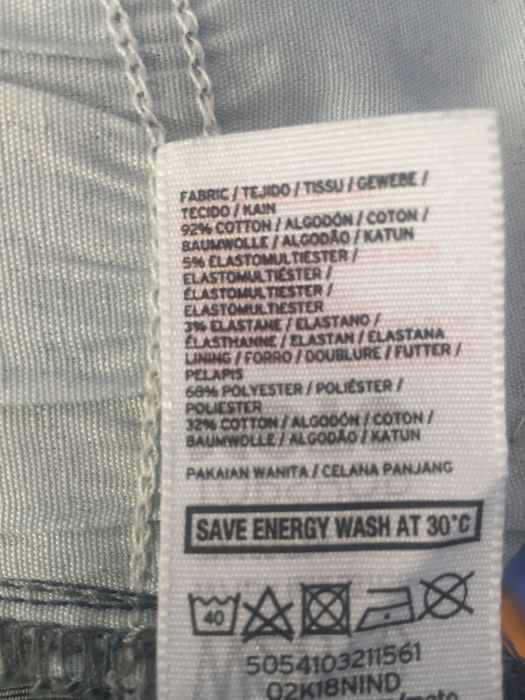 FABRIC / TEJIDO / TISSU / GEWEBE /
TECIDO / KAIN
92% COTTON / ALGODÓN / COTON /
BAUMWOLLE / ALGODÃO / KATUN
5% ELASTOMULTIESTER /
ELASTOMULTIÉSTER /
ÉLASTOMULTIESTER /
ELASTOMULTIESTER
3% ELASTANE / ELASTANO /
ÉLASTHANNE / ELASTAN / ELASTANA
LINING / FORRO / DOUBLURE / FUTTER /
PELAPIS
68% POLYESTER / POLIÉSTER /
POLIESTER
32% COTTON / ALGODÓN / COTON /
BAUMWOLLE / ALGODÃO / KATUN
PAKAIAN WANITA / CELANA PANJANG
SAVE ENERGY WASH AT 30°C
40
5054103211561
02K18NIND